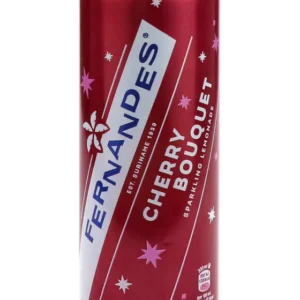 FERNANDES®
EST. SURINAME 1939
CHERRY
BOUQUET
SPARKLING LEMONADE